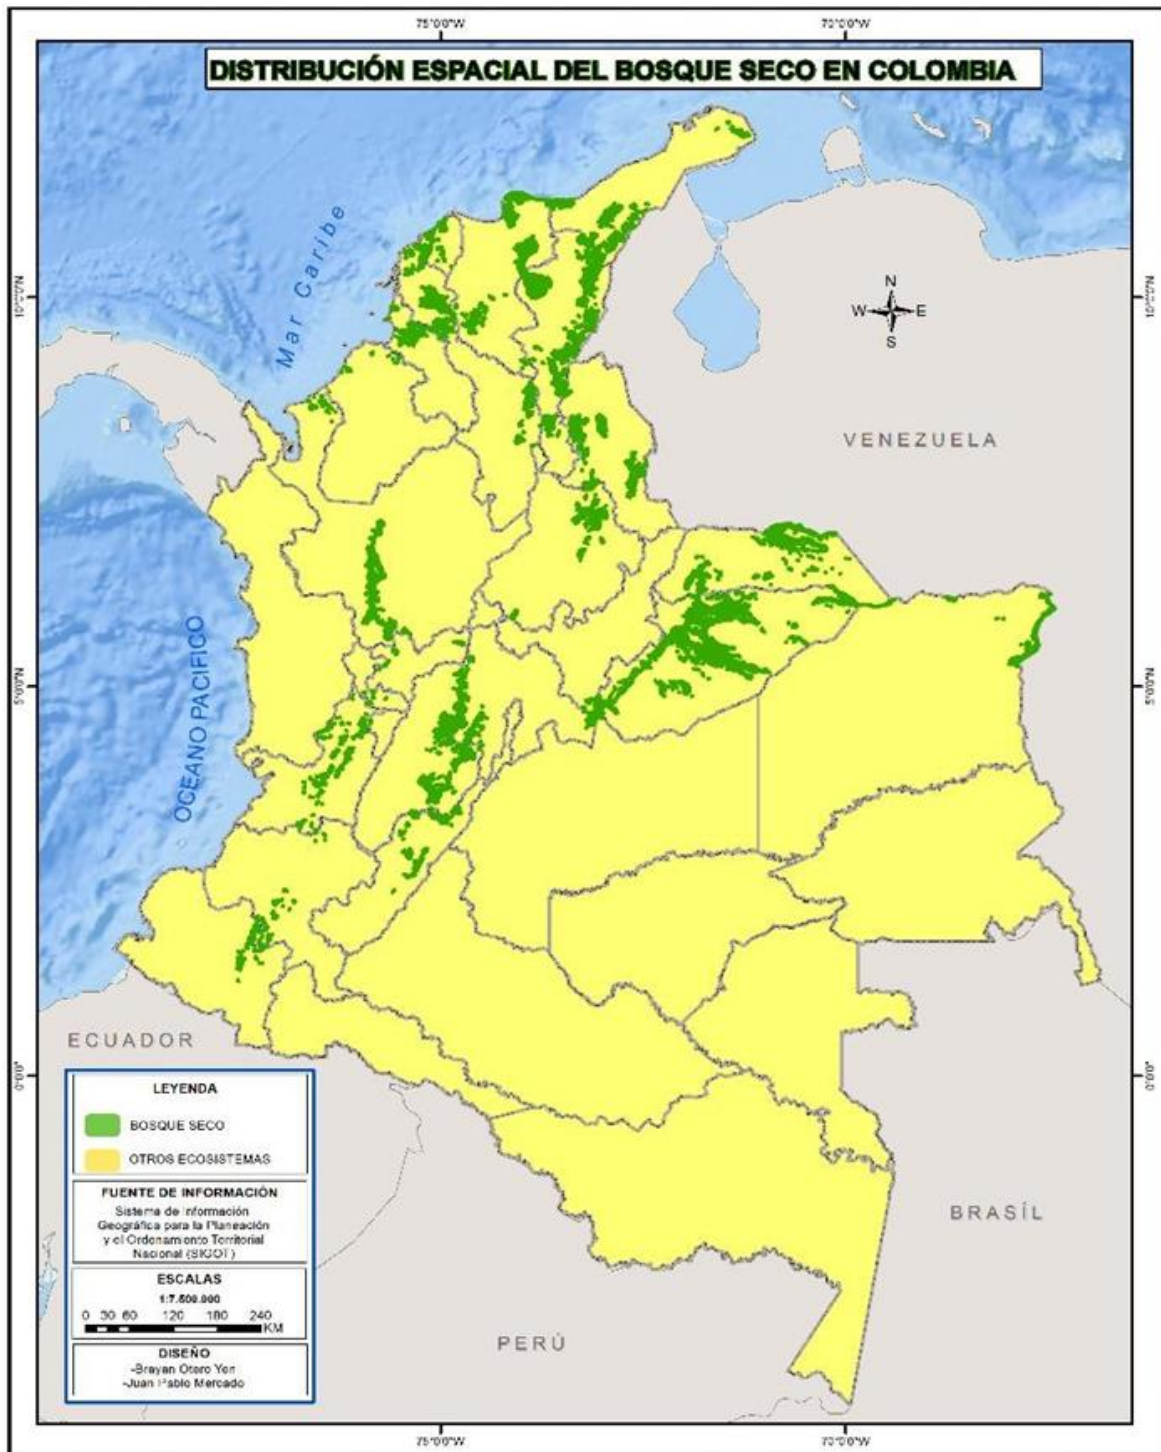 75°0'0"W
70°0'0"W
DISTRIBUCIÓN ESPACIAL DEL BOSQUE SECO EN COLOMBIA
Mar Caribe
10°0'0"N
10°0'0"N
N
W
E
S
VENEZUELA
OCEANO PACIFICO
5°0'0"N
5°0'0"N
ECUADOR
0°0'0"
0°0'0"
LEYENDA
BOSQUE SECO
OTROS ECOSISTEMAS
FUENTE DE INFORMACIÓN
Sistema de Información
Geográfica para la Planeación
y el Ordenamiento Territorial
Nacional (SIGOT)
ESCALAS
1:7.500.000
0 30 60 120 180 240
KM
DISEÑO
-Brayan Otero Yen
-Juan Pablo Mercado
BRASÍL
PERÚ
75°0'0"W
70°0'0"W